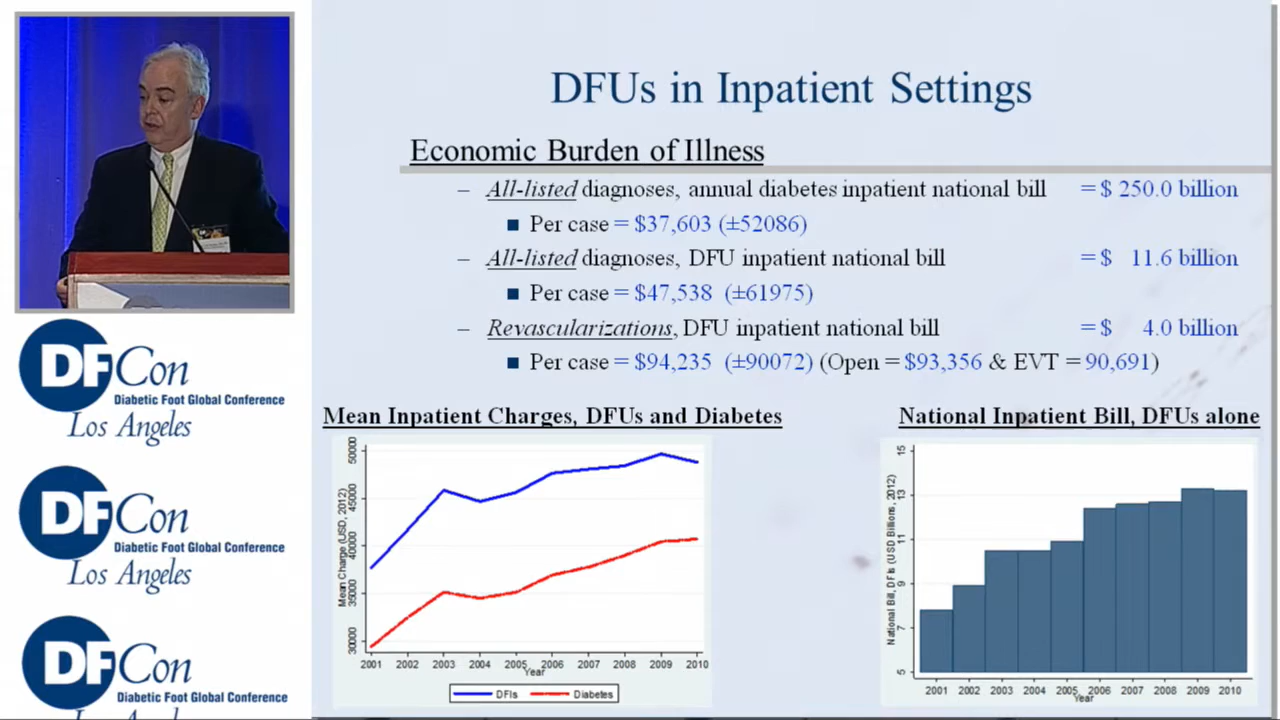 DFUs in Inpatient Settings
Economic Burden of Illness
– All-listed diagnoses, annual diabetes inpatient national bill = $ 250.0 billion
■ Per case = $37,603 (±52086)
– All-listed diagnoses, DFU inpatient national bill = $ 11.6 billion
■ Per case = $47,538 (±61975)
– Revascularizations, DFU inpatient national bill = $ 4.0 billion
■ Per case = $94,235 (±90072) (Open = $93,356 & EVT = 90,691)
Mean Inpatient Charges, DFUs and Diabetes
Mean Charge (USD, 2012)
50000
45000
40000
35000
30000
2001 2002 2003 2004 2005 2006 2007 2008 2009 2010
Year
DFIs Diabetes
National Inpatient Bill, DFUs alone
National Bill, DFIs (USD Billions, 2012)
15
13
11
9
7
5
2001 2002 2003 2004 2005 2006 2007 2008 2009 2010
Year
DFCon
Diabetic Foot Global Conference
Los Angeles
DFCon
Diabetic Foot Global Conference
Los Angeles
DFCon
Diabetic Foot Global Conference